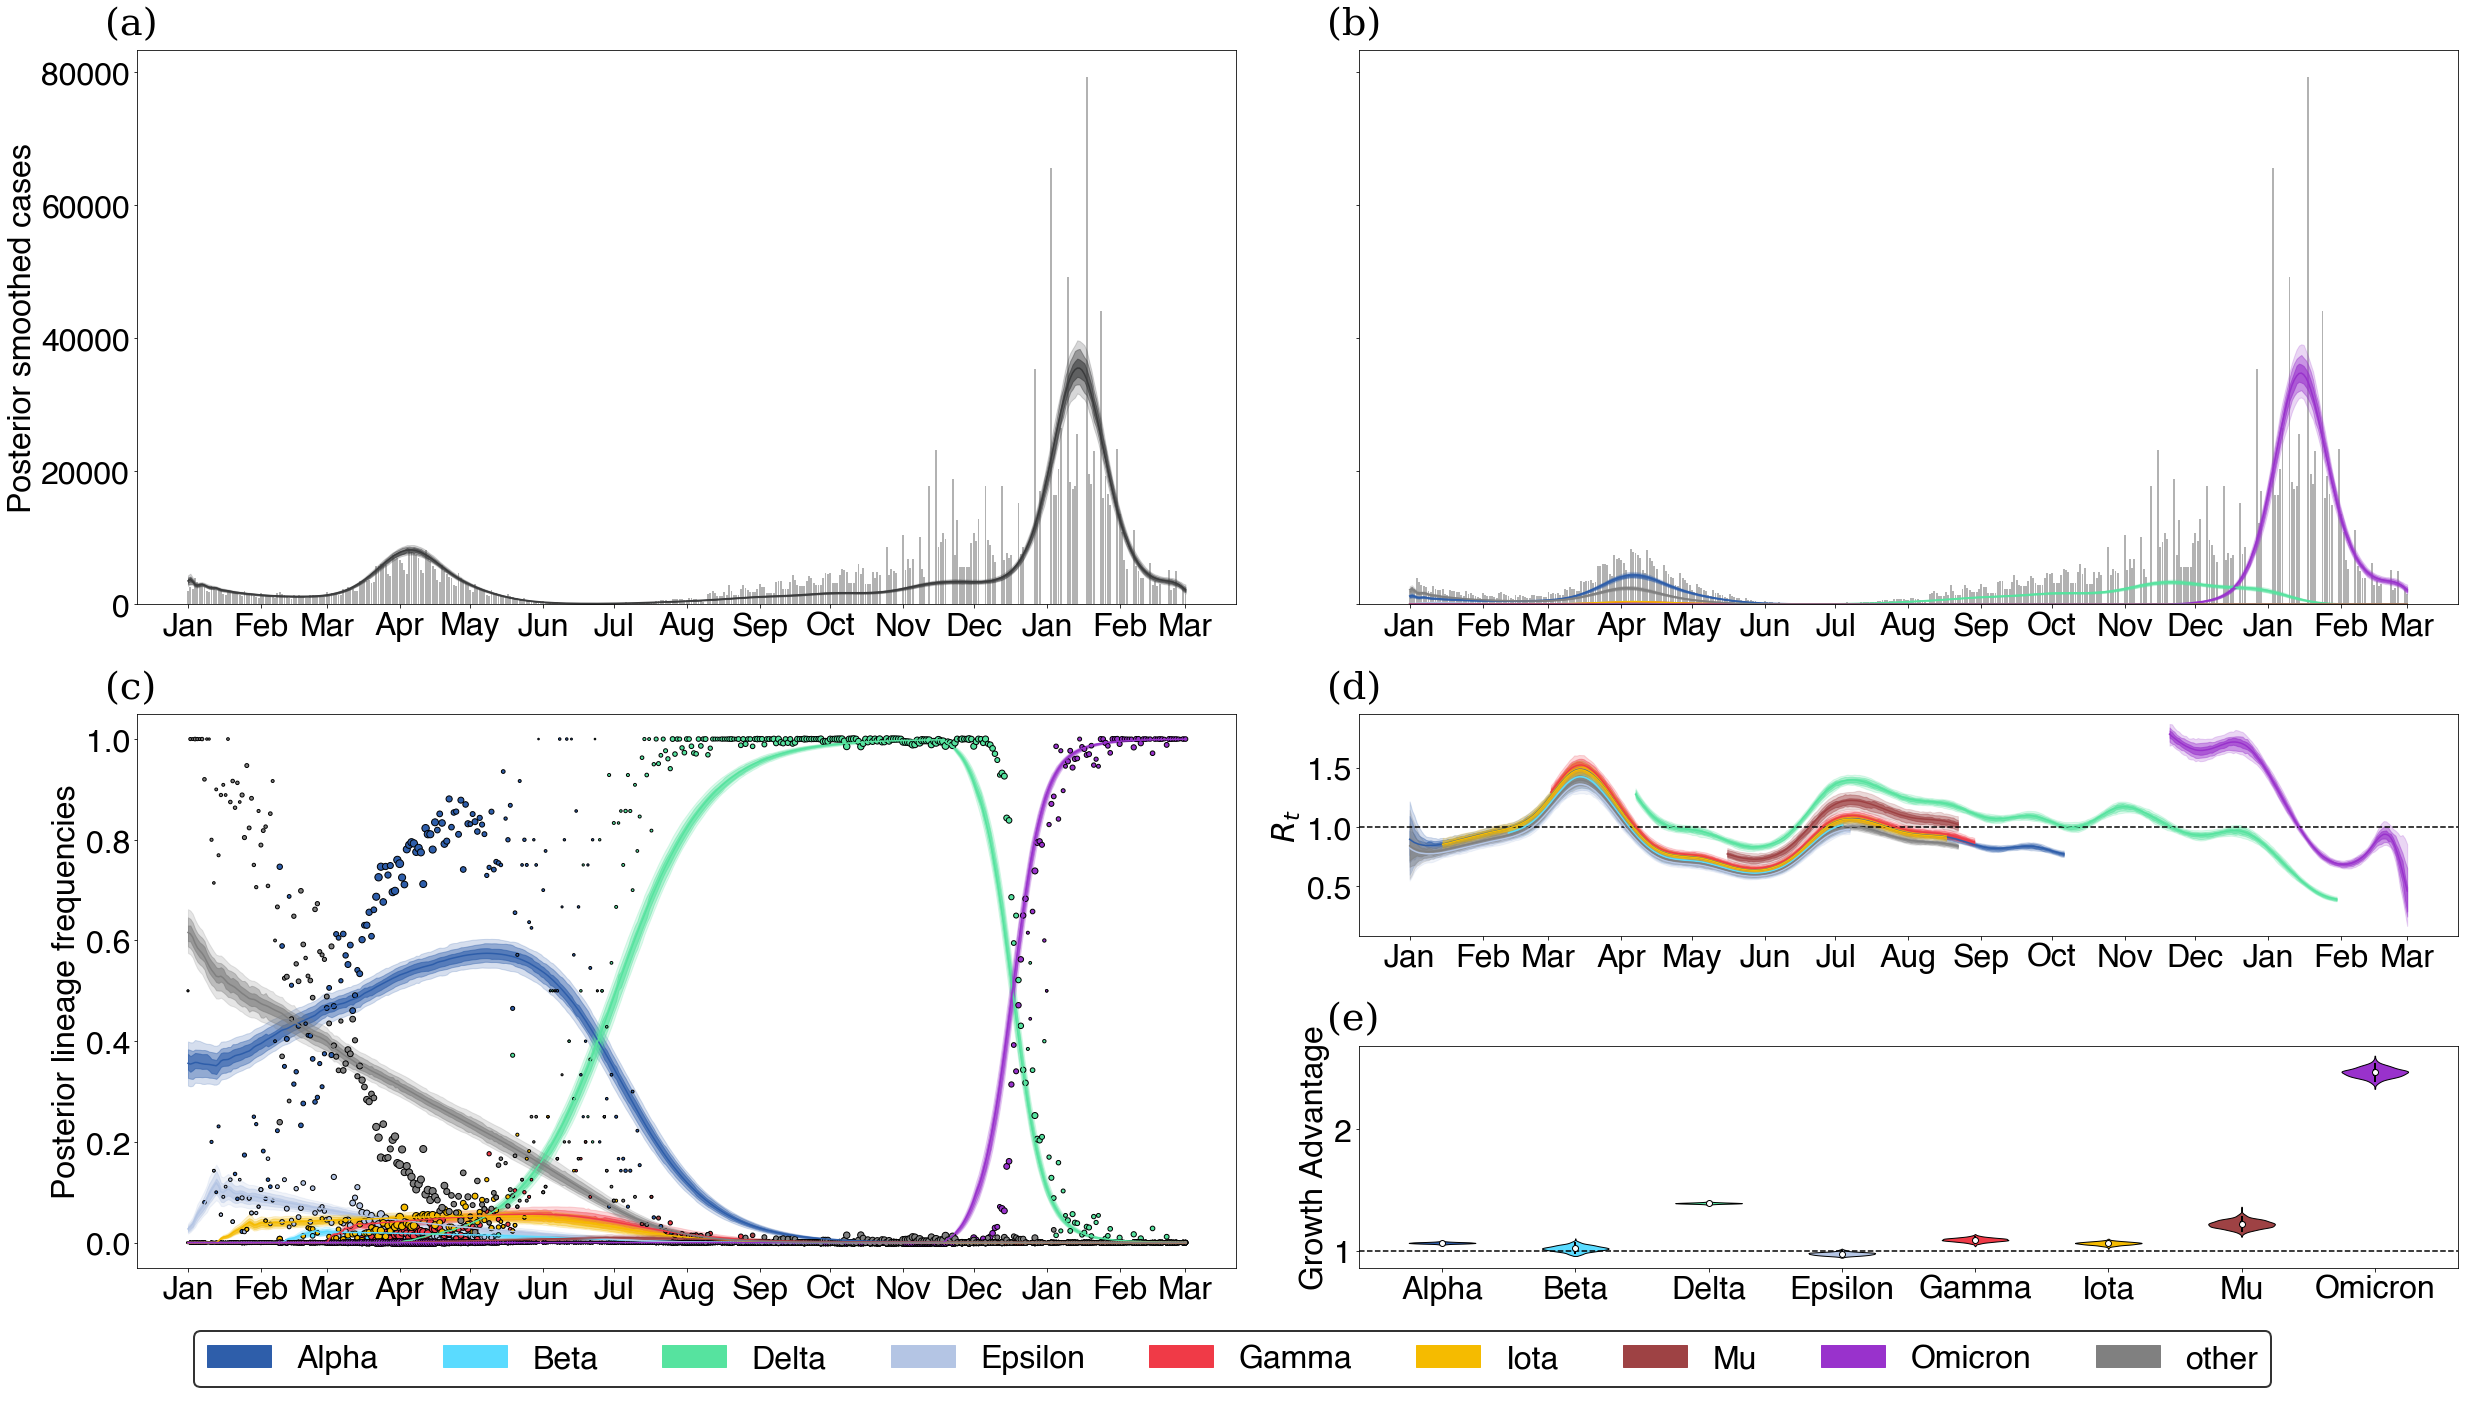 (a)
Posterior smoothed cases
80000
60000
40000
20000
0
Jan Feb Mar Apr May Jun Jul Aug Sep Oct Nov Dec Jan Feb Mar
(b)
Jan Feb Mar Apr May Jun Jul Aug Sep Oct Nov Dec Jan Feb Mar
(c)
Posterior lineage frequencies
1.0
0.8
0.6
0.4
0.2
0.0
Jan Feb Mar Apr May Jun Jul Aug Sep Oct Nov Dec Jan Feb Mar
(d)
Rt
1.5
1.0
0.5
Jan Feb Mar Apr May Jun Jul Aug Sep Oct Nov Dec Jan Feb Mar
(e)
Growth Advantage
2
1
Alpha Beta Delta Epsilon Gamma Iota Mu Omicron
Alpha Beta Delta Epsilon Gamma Iota Mu Omicron other